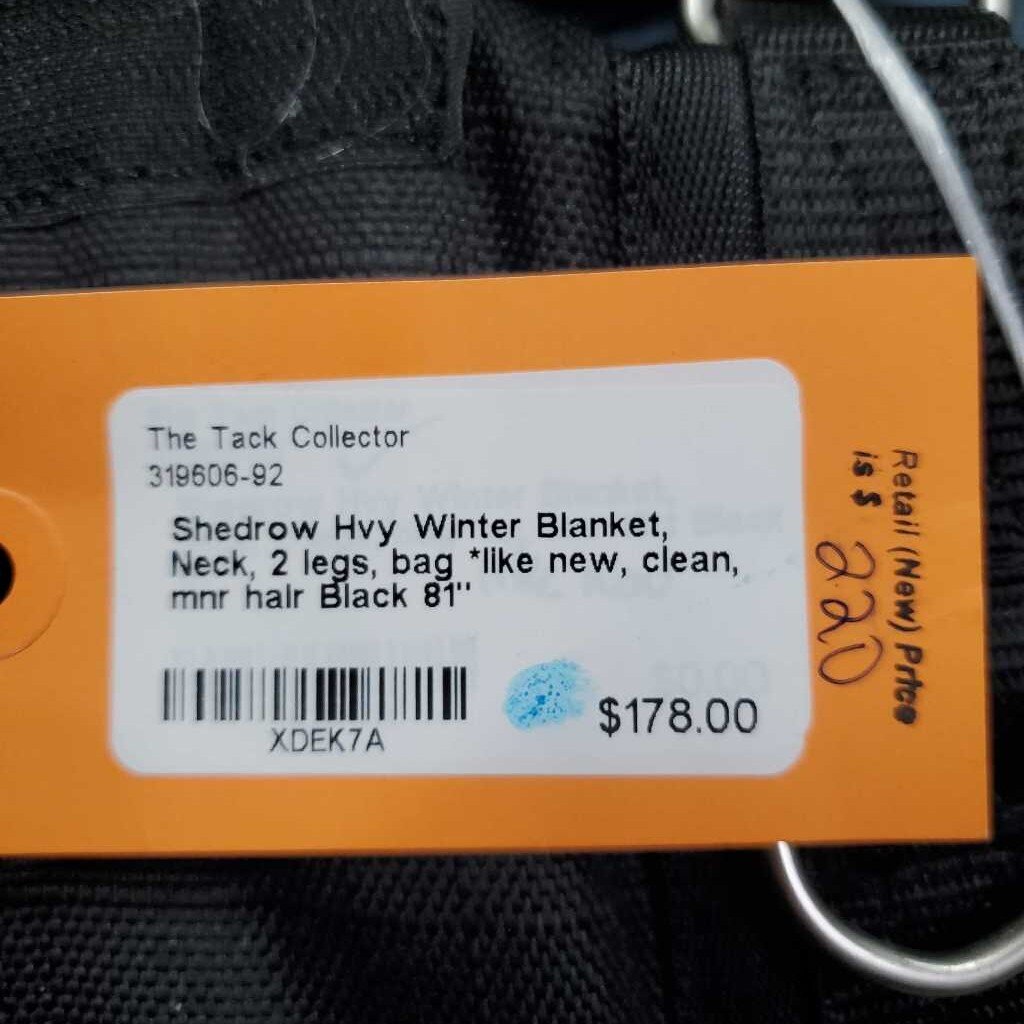 The Tack Collector
319606-92
Shedrow Hvy Winter Blanket,
Neck, 2 legs, bag *like new, clean,
mnr hair Black 81"
XDEK7A
$178.00
Retail (New) Price
is $ 220